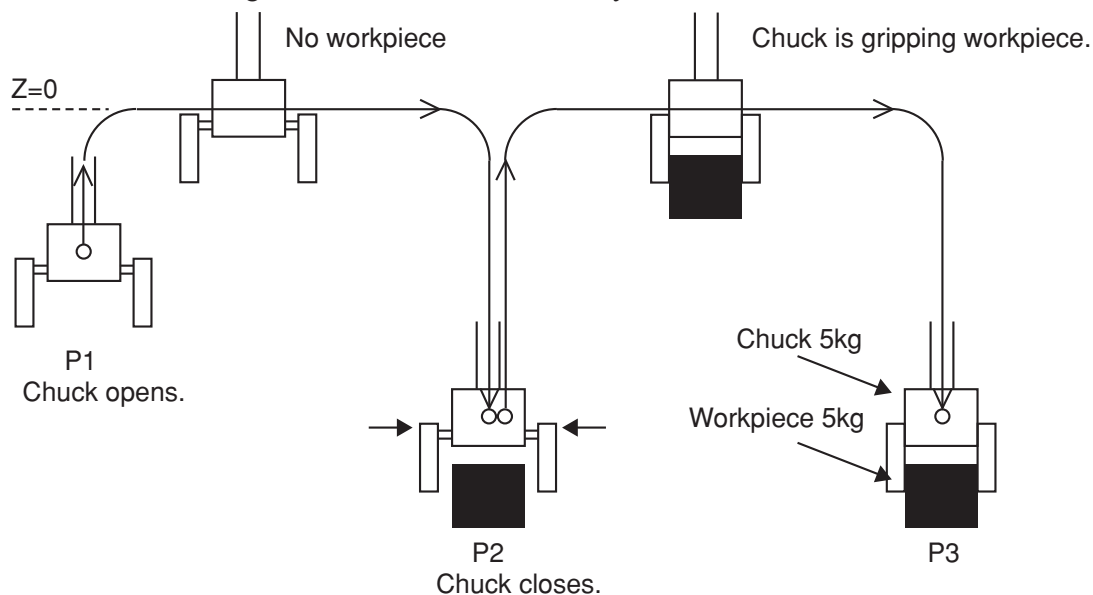 No workpiece
Chuck is gripping workpiece.
Z=0
P1
Chuck opens.
Chuck 5kg
Workpiece 5kg
P2
Chuck closes.
P3